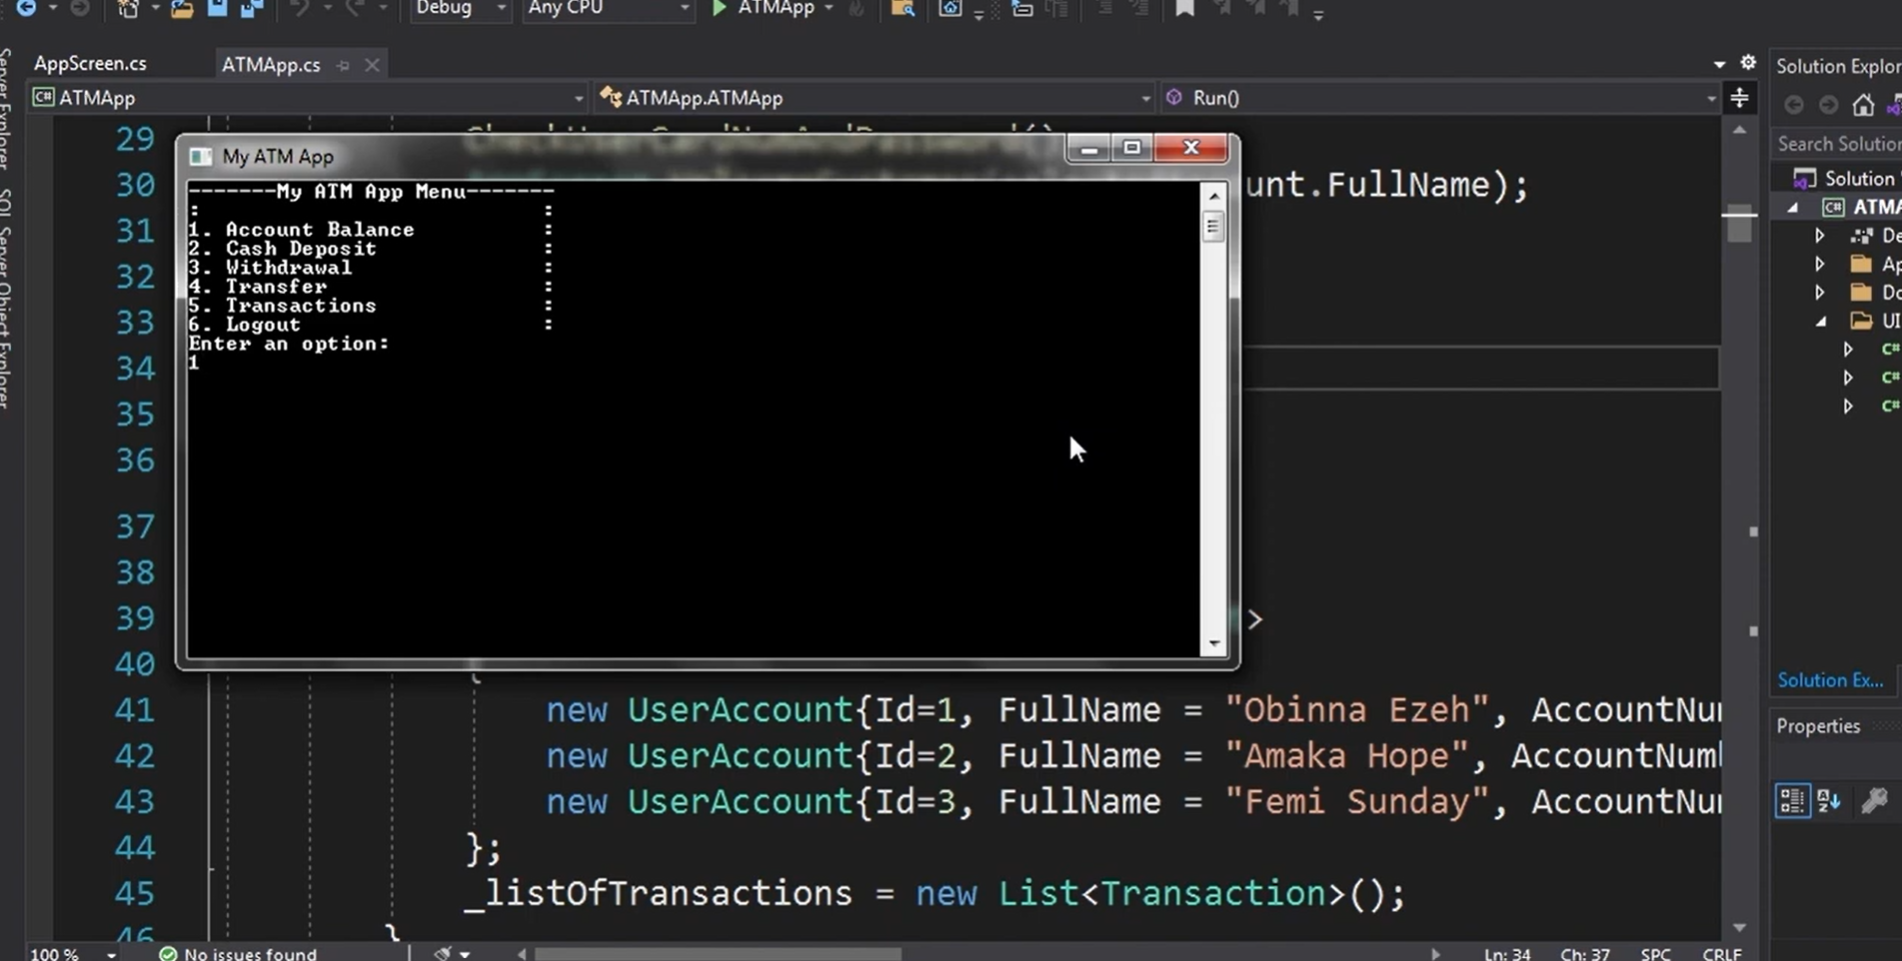 Debug
Any CPU
ATMApp
AppScreen.cs
ATMApp.cs
Solution Explo
C# ATMApp
ATMApp.ATMApp
Run()
Server Explorer
SQL Server Object Explorer
Search Solutio
Solution
ATMA
De
Ap
Do
UI
C#
C#
C#
29
30 unt.FullName);
31
32
33
34
35
36
37
38
39 >
40 {
41 new UserAccount{Id=1, FullName = "Obinna Ezeh", AccountNum
42 new UserAccount{Id=2, FullName = "Amaka Hope", AccountNumb
43 new UserAccount{Id=3, FullName = "Femi Sunday", AccountNum
44 };
45 _listOfTransactions = new List<Transaction>();
46 }
My ATM App
-------My ATM App Menu-------
: :
1. Account Balance :
2. Cash Deposit :
3. Withdrawal :
4. Transfer :
5. Transactions :
6. Logout :
Enter an option:
1
Solution Ex...
Properties
100 %
No issues found
Ln: 34
Ch: 37
SPC
CRLF